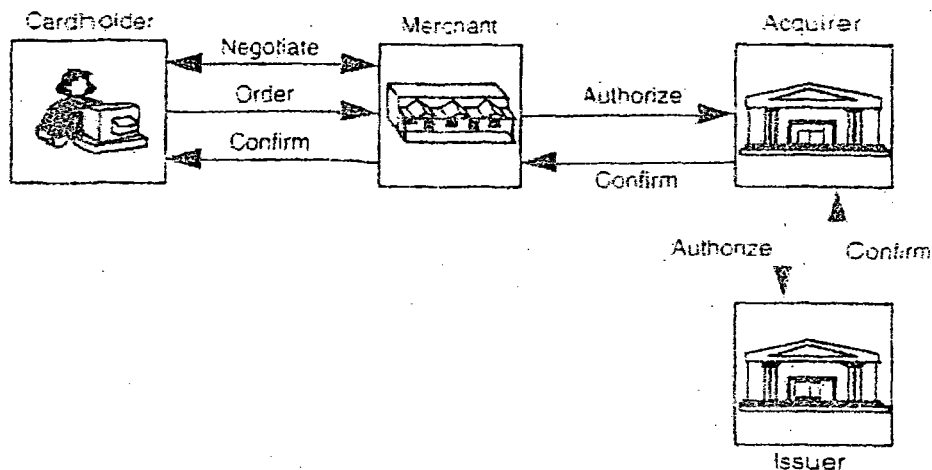 Cardholder
Merchant
Acquirer
Negotiate
Order
Confirm
Authorize
Confirm
Authorize
Confirm
Issuer